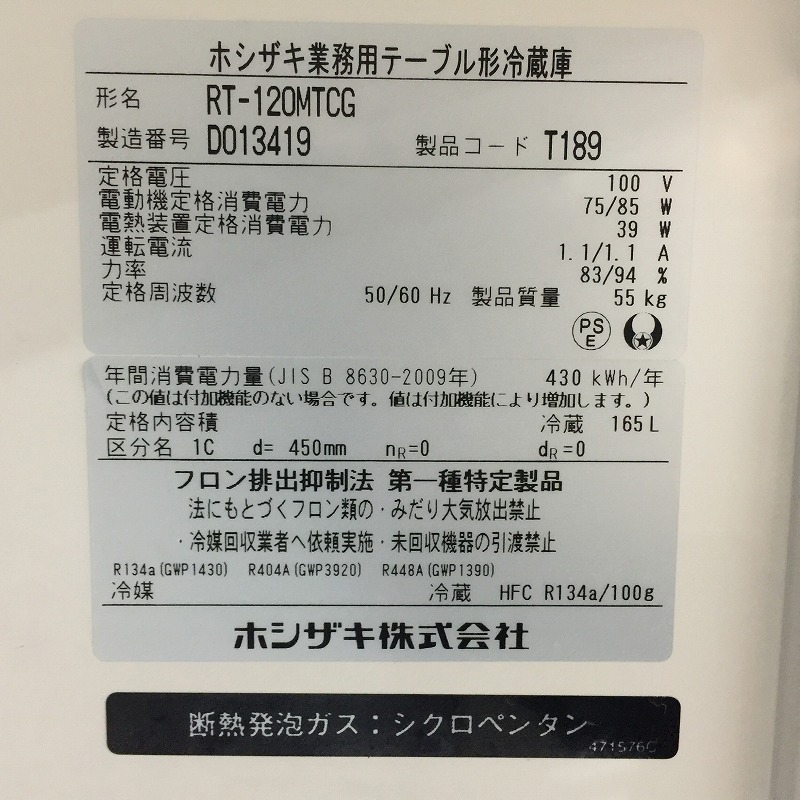 ホシザキ業務用テーブル形冷蔵庫
形名 RT-120MTCG
製造番号 D013419 製品コード T189
定格電圧 100 V
電動機定格消費電力 75/85 W
電熱装置定格消費電力 39 W
運転電流 1.1/1.1 A
力率 83/94 %
定格周波数 50/60 Hz 製品質量 55 kg
PS E
年間消費電力量(JIS B 8630-2009年) 430 kWh/年
(この値は付加機能のない場合です。値は付加機能により増加します。)
定格内容積 冷蔵 165L
区分名 1C d= 450mm nR=0 dR=0
フロン排出抑制法 第一種特定製品
法にもとづくフロン類の・みだり大気放出禁止
・冷媒回収業者へ依頼実施・未回収機器の引渡禁止
R134a(GWP1430) R404A(GWP3920) R448A(GWP1390)
冷媒 冷蔵 HFC R134a/100g
ホシザキ株式会社
断熱発泡ガス：シクロペンタン
471576C